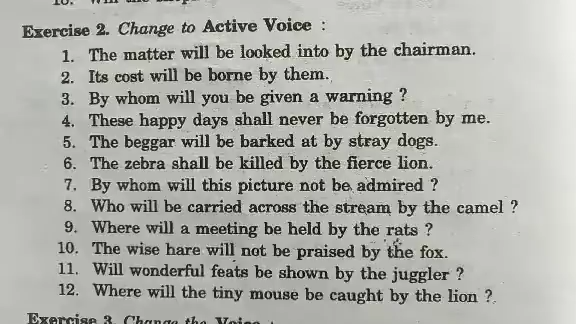 Exercise 2. Change to Active Voice :
1. The matter will be looked into by the chairman.
2. Its cost will be borne by them.
3. By whom will you be given a warning ?
4. These happy days shall never be forgotten by me.
5. The beggar will be barked at by stray dogs.
6. The zebra shall be killed by the fierce lion.
7. By whom will this picture not be admired ?
8. Who will be carried across the stream by the camel ?
9. Where will a meeting be held by the rats ?
10. The wise hare will not be praised by the fox.
11. Will wonderful feats be shown by the juggler ?
12. Where will the tiny mouse be caught by the lion ?
Exercise 3. Change the Voice :